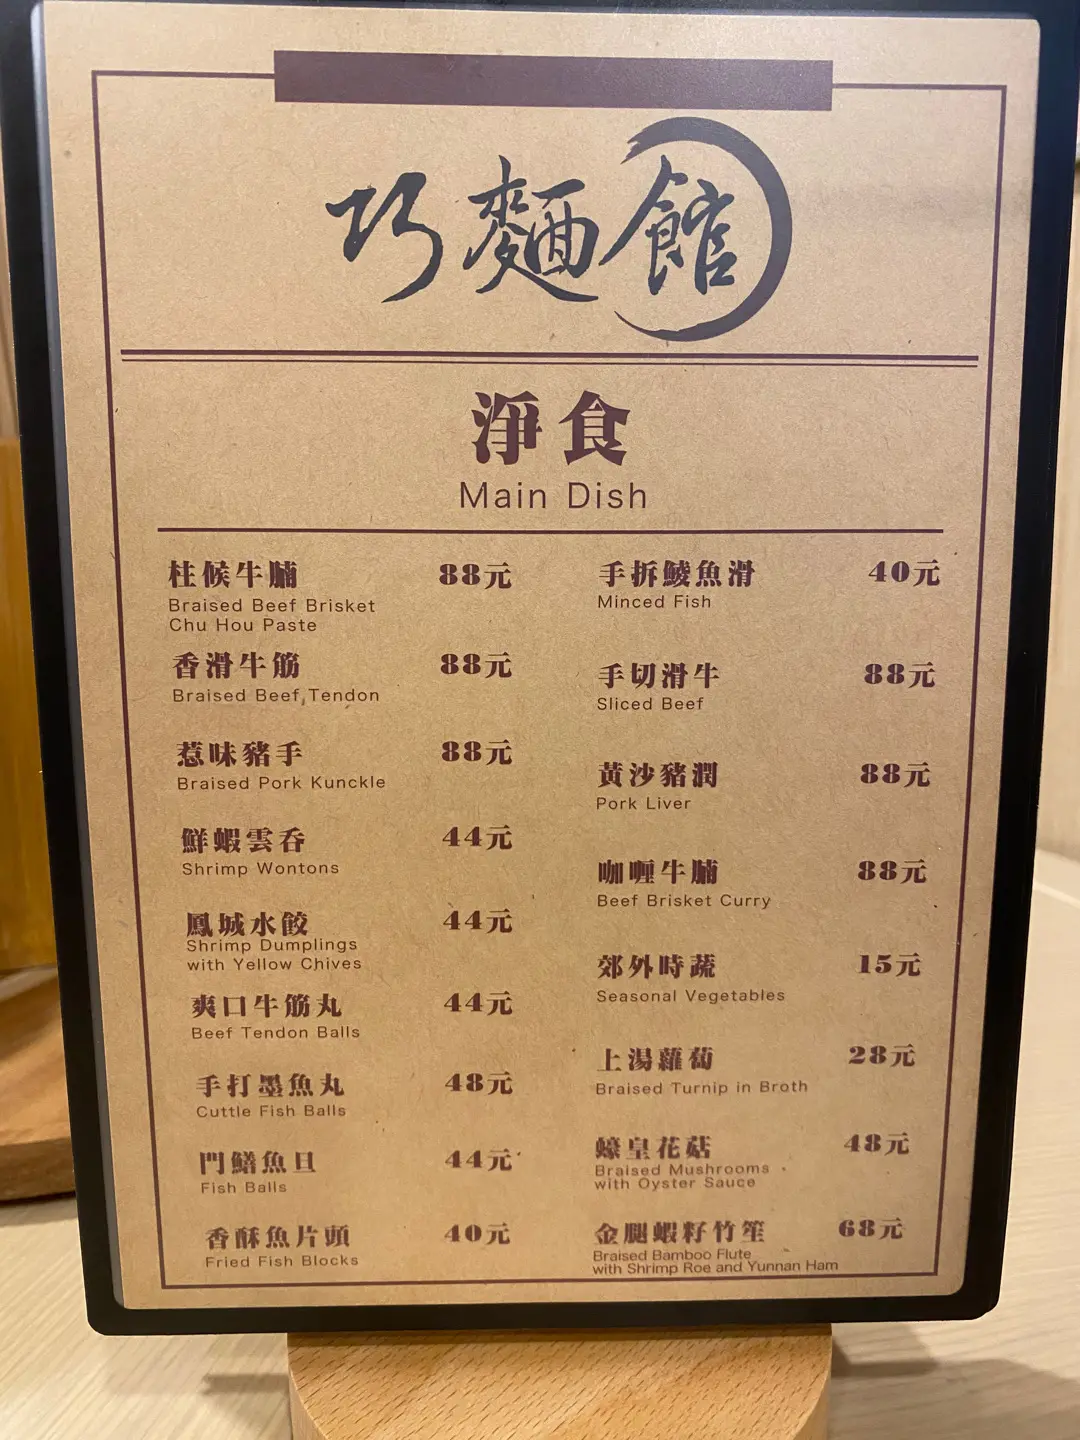 巧麵館
淨食
Main Dish
柱候牛腩 88元
Braised Beef Brisket
Chu Hou Paste
香滑牛筋 88元
Braised Beef Tendon
惹味豬手 88元
Braised Pork Kunckle
鮮蝦雲吞 44元
Shrimp Wontons
鳳城水餃 44元
Shrimp Dumplings
with Yellow Chives
爽口牛筋丸 44元
Beef Tendon Balls
手打墨魚丸 48元
Cuttle Fish Balls
門鱔魚旦 44元
Fish Balls
香酥魚片頭 40元
Fried Fish Blocks
手拆鯪魚滑 40元
Minced Fish
手切滑牛 88元
Sliced Beef
黃沙豬潤 88元
Pork Liver
咖喱牛腩 88元
Beef Brisket Curry
郊外時蔬 15元
Seasonal Vegetables
上湯蘿蔔 28元
Braised Turnip in Broth
蠔皇花菇 48元
Braised Mushrooms
with Oyster Sauce
金腿蝦籽竹笙 68元
Braised Bamboo Flute
with Shrimp Roe and Yunnan Ham